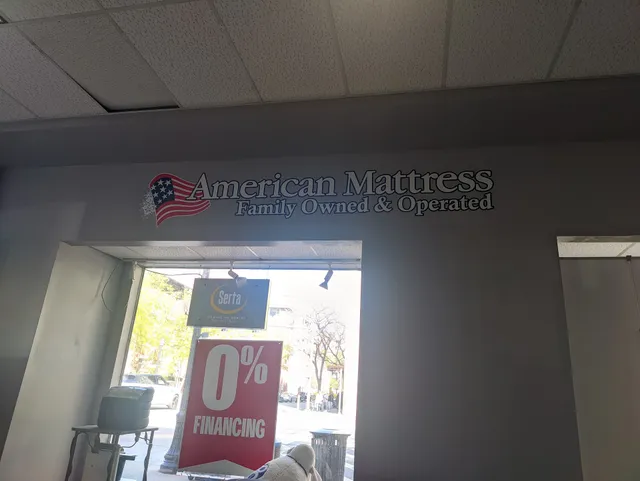 American Mattress
Family Owned & Operated
Serta
0%
FINANCING